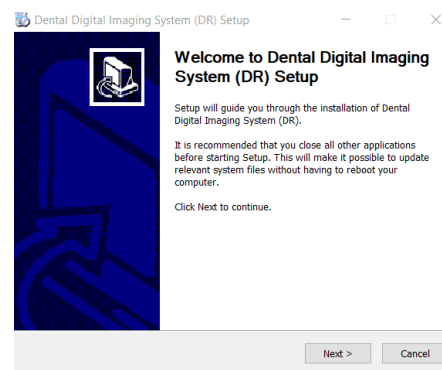 Dental Digital Imaging System (DR) Setup
Welcome to Dental Digital Imaging
System (DR) Setup
Setup will guide you through the installation of Dental
Digital Imaging System (DR).
It is recommended that you close all other applications
before starting Setup. This will make it possible to update
relevant system files without having to reboot your
computer.
Click Next to continue.
Next >
Cancel